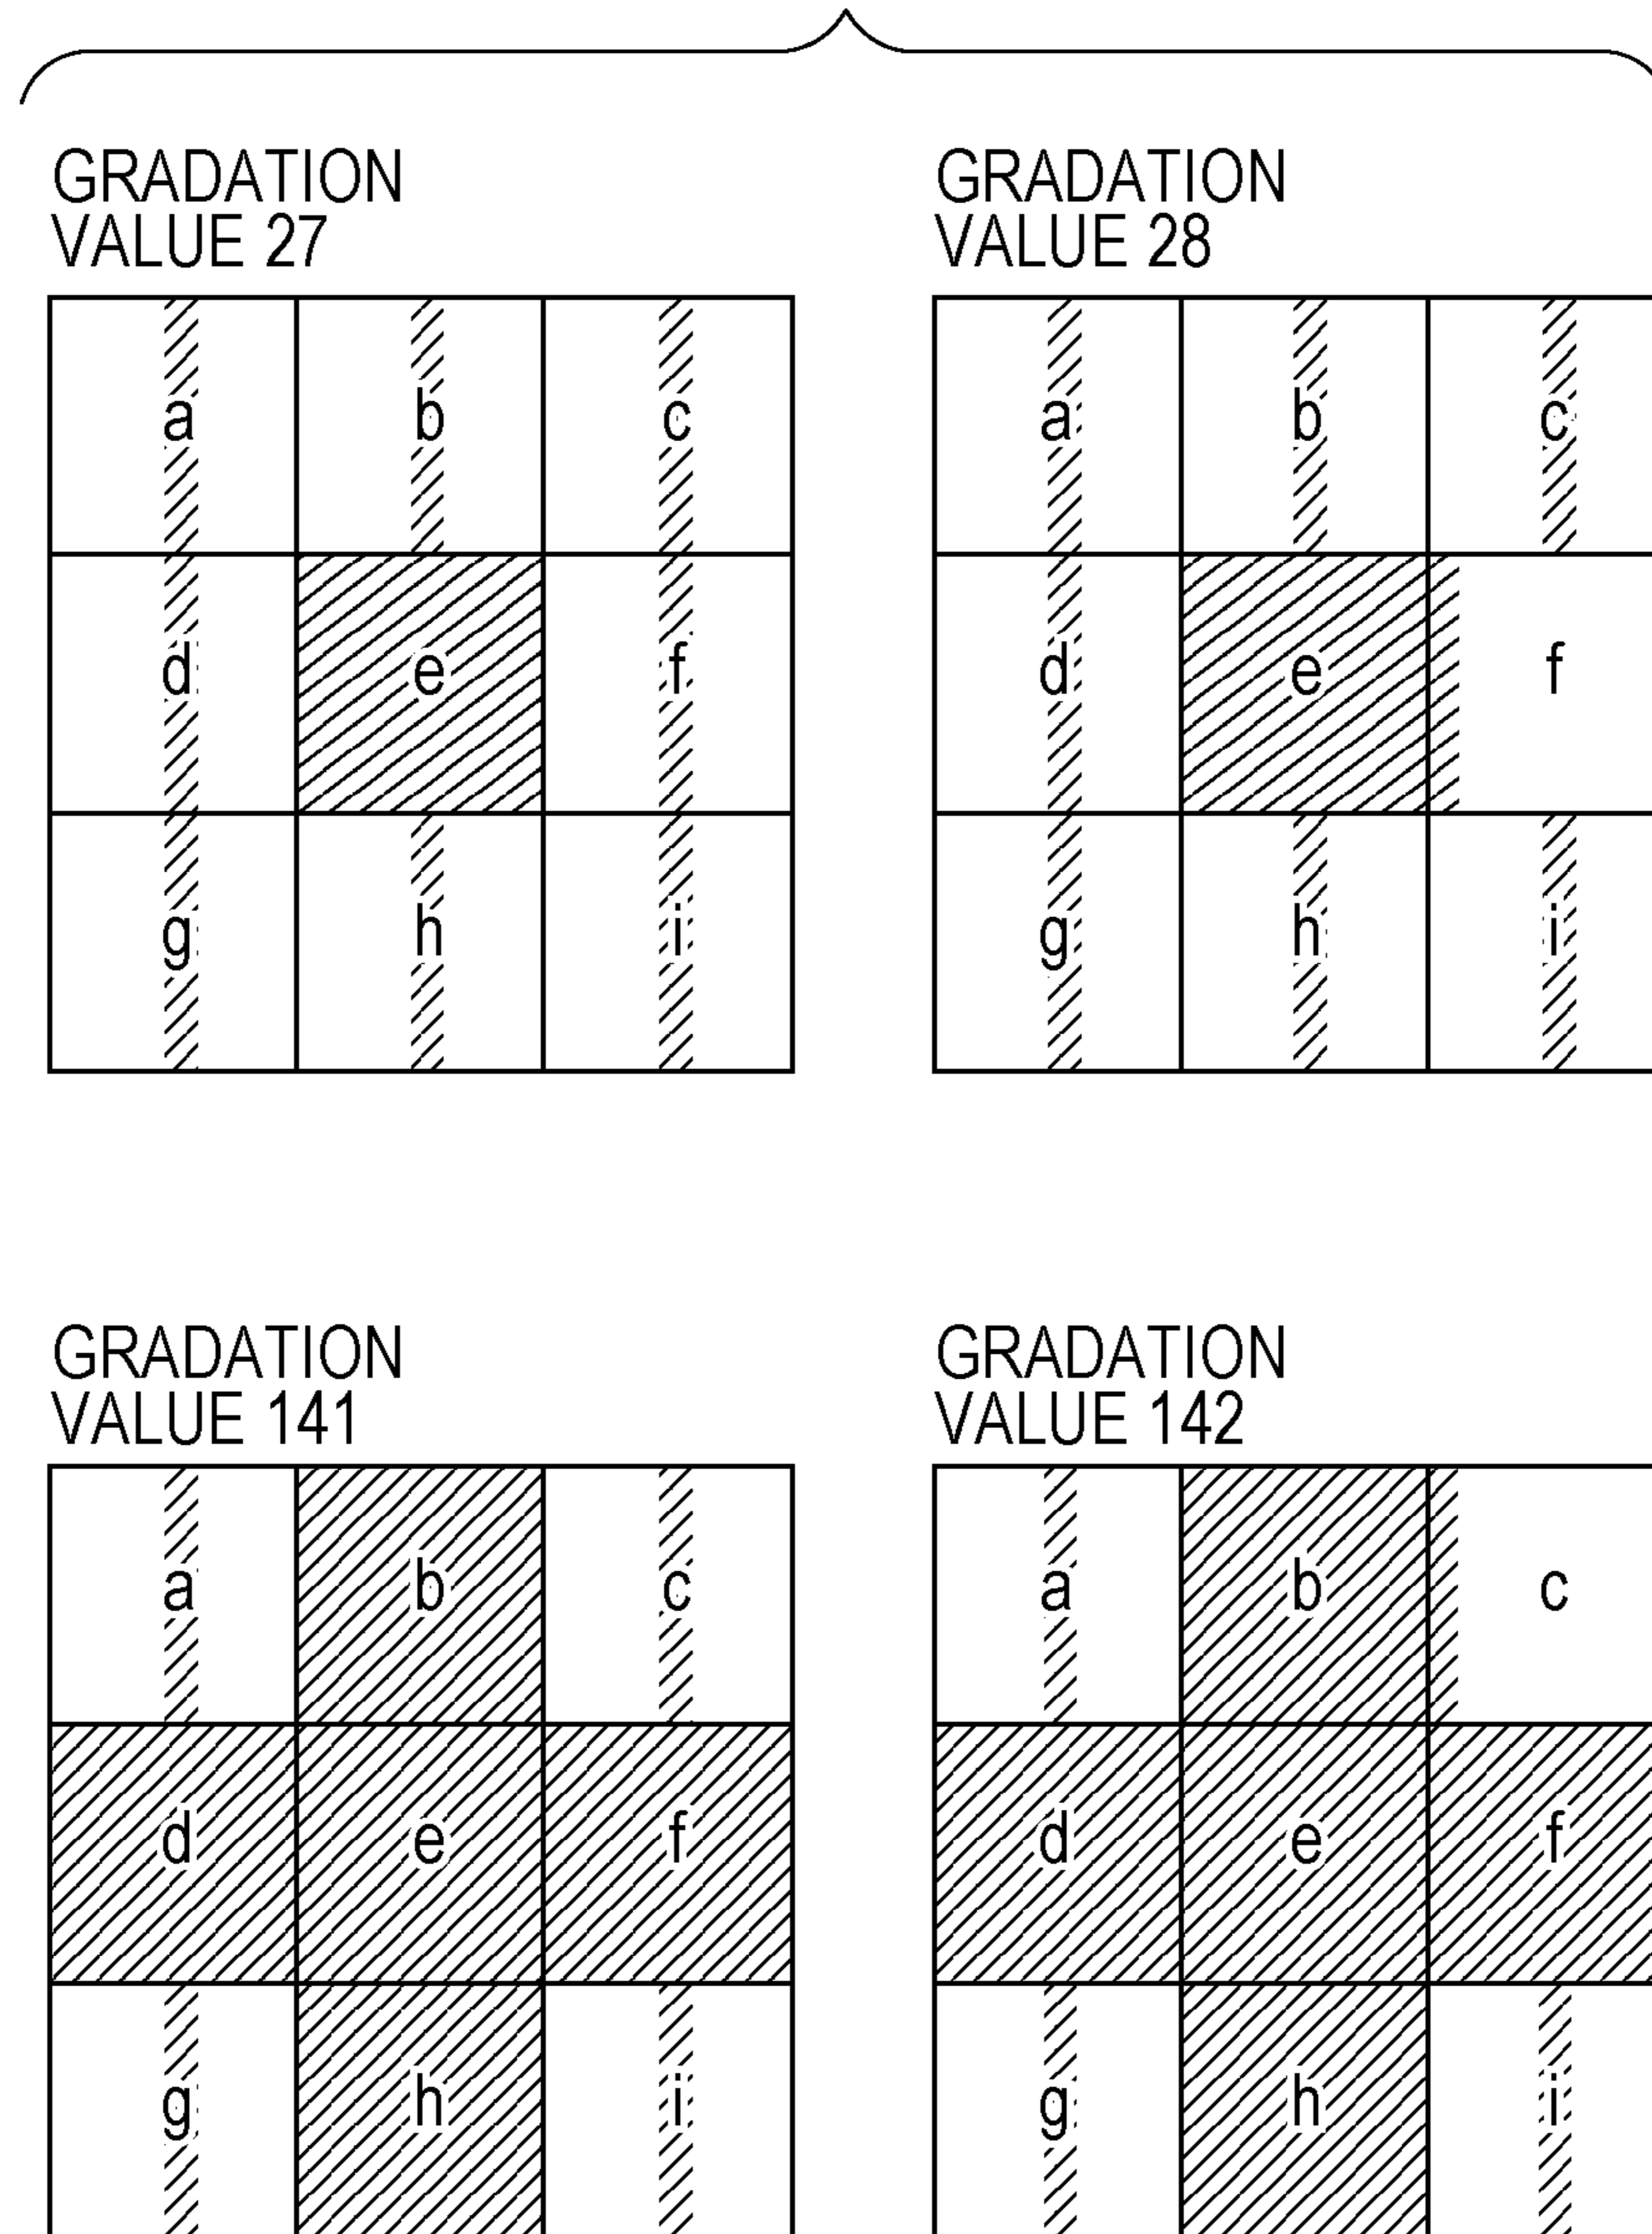 GRADATION
VALUE 27
a b c
d e f
g h i
GRADATION
VALUE 28
a b c
d e f
g h i
GRADATION
VALUE 141
a b c
d e f
g h i
GRADATION
VALUE 142
a b c
d e f
g h i